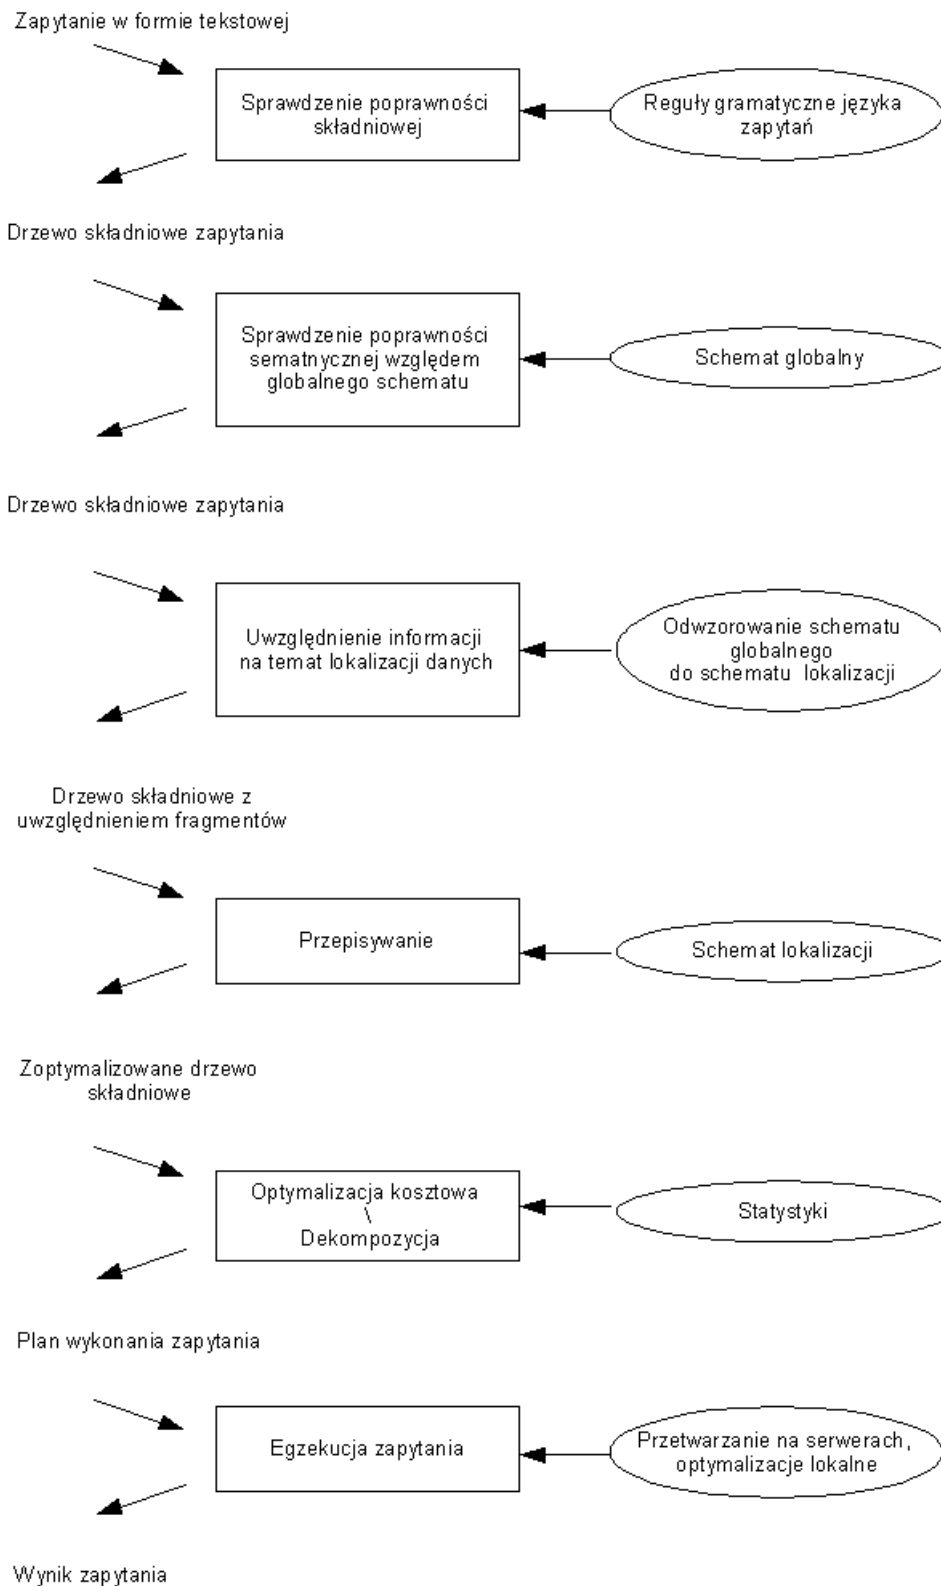 Zapytanie w formie tekstowej
Sprawdzenie poprawności
składniowej
Reguły gramatyczne języka
zapytań
Drzewo składniowe zapytania
Sprawdzenie poprawności
sematnycznej względem
globalnego schematu
Schemat globalny
Drzewo składniowe zapytania
Uwzględnienie informacji
na temat lokalizacji danych
Odwzorowanie schematu
globalnego
do schematu lokalizacji
Drzewo składniowe z
uwzględnieniem fragmentów
Przepisywanie
Schemat lokalizacji
Zoptymalizowane drzewo
składniowe
Optymalizacja kosztowa
\
Dekompozycja
Statystyki
Plan wykonania zapytania
Egzekucja zapytania
Przetwarzanie na serwerach,
optymalizacje lokalne
Wynik zapytania